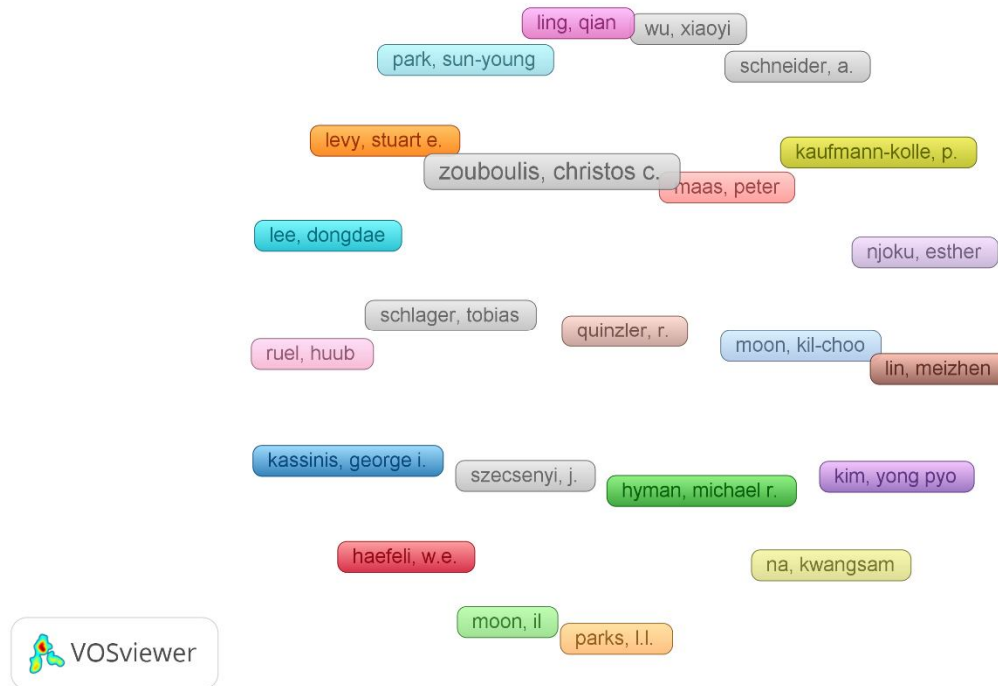 ling, qian
wu, xiaoyi
park, sun-young
schneider, a.
levy, stuart e.
kaufmann-kolle, p.
zouboulis, christos c.
maas, peter
lee, dongdae
njoku, esther
schlager, tobias
quinzler, r.
moon, kil-choo
ruel, huub
lin, meizhen
kassinis, george i.
szecsenyi, j.
hyman, michael r.
kim, yong pyo
haefeli, w.e.
na, kwangsam
moon, il
parks, l.l.
VOSviewer